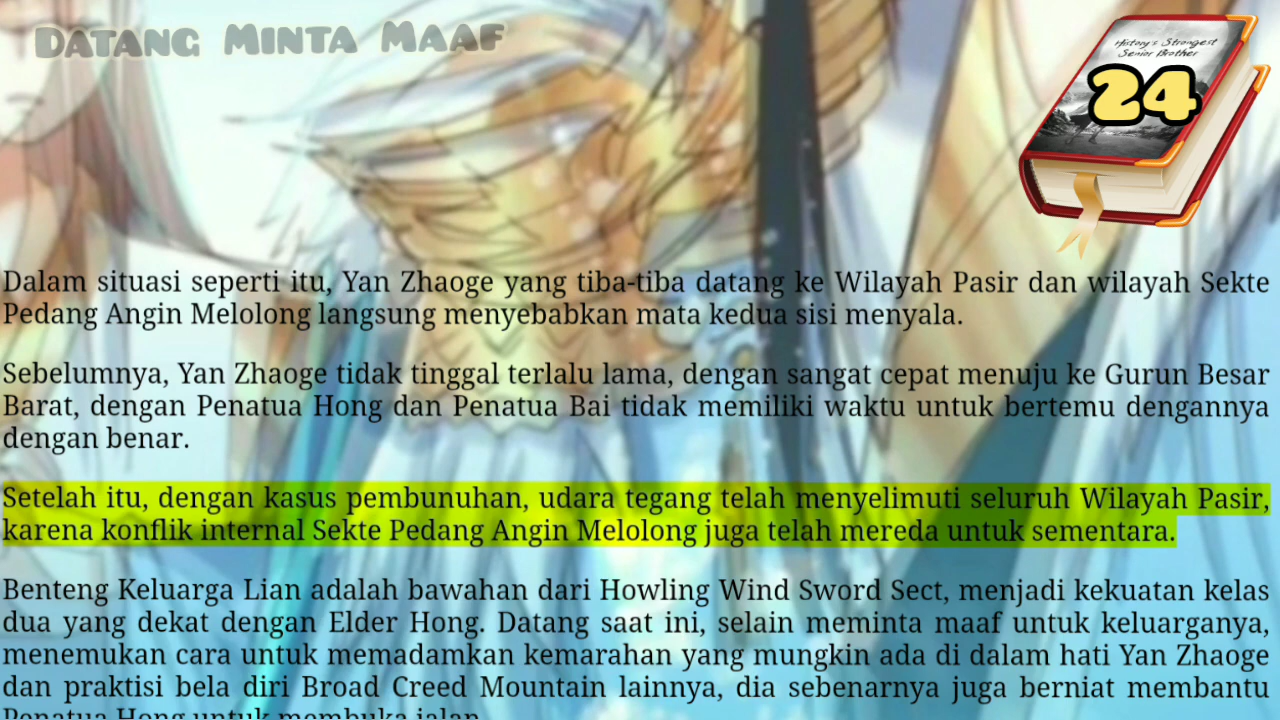 Datang Minta Maaf
History's Strongest
Senior Brother
24
Dalam situasi seperti itu, Yan Zhaoge yang tiba-tiba datang ke Wilayah Pasir dan wilayah Sekte
Pedang Angin Melolong langsung menyebabkan mata kedua sisi menyala.
Sebelumnya, Yan Zhaoge tidak tinggal terlalu lama, dengan sangat cepat menuju ke Gurun Besar
Barat, dengan Penatua Hong dan Penatua Bai tidak memiliki waktu untuk bertemu dengannya
dengan benar.
Setelah itu, dengan kasus pembunuhan, udara tegang telah menyelimuti seluruh Wilayah Pasir,
karena konflik internal Sekte Pedang Angin Melolong juga telah mereda untuk sementara.
Benteng Keluarga Lian adalah bawahan dari Howling Wind Sword Sect, menjadi kekuatan kelas
dua yang dekat dengan Elder Hong. Datang saat ini, selain meminta maaf untuk keluarganya,
menemukan cara untuk memadamkan kemarahan yang mungkin ada di dalam hati Yan Zhaoge
dan praktisi bela diri Broad Creed Mountain lainnya, dia sebenarnya juga berniat membantu
Penatua Hong untuk membuka jalan.